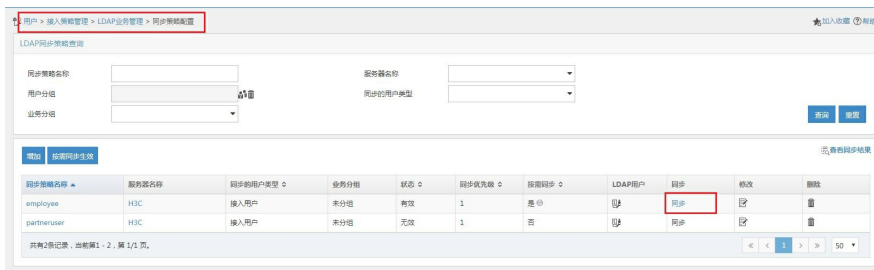 用户 > 接入策略管理 > LDAP业务管理 > 同步策略配置
加入收藏
LDAP同步策略查询
同步策略名称 服务器名称
用户分组 同步的用户类型
业务分组
查询 重置
增加 按需同步生效 查看同步结果
同步策略名称 服务器名称 同步的用户类型 业务分组 状态 同步优先级 按需同步 LDAP用户 同步 修改 删除
employee H3C 接入用户 未分组 有效 1 是 同步
partneruser H3C 接入用户 未分组 无效 1 否 同步
共有2条记录，当前第1 - 2，第 1/1 页。 « < 1 > » 50